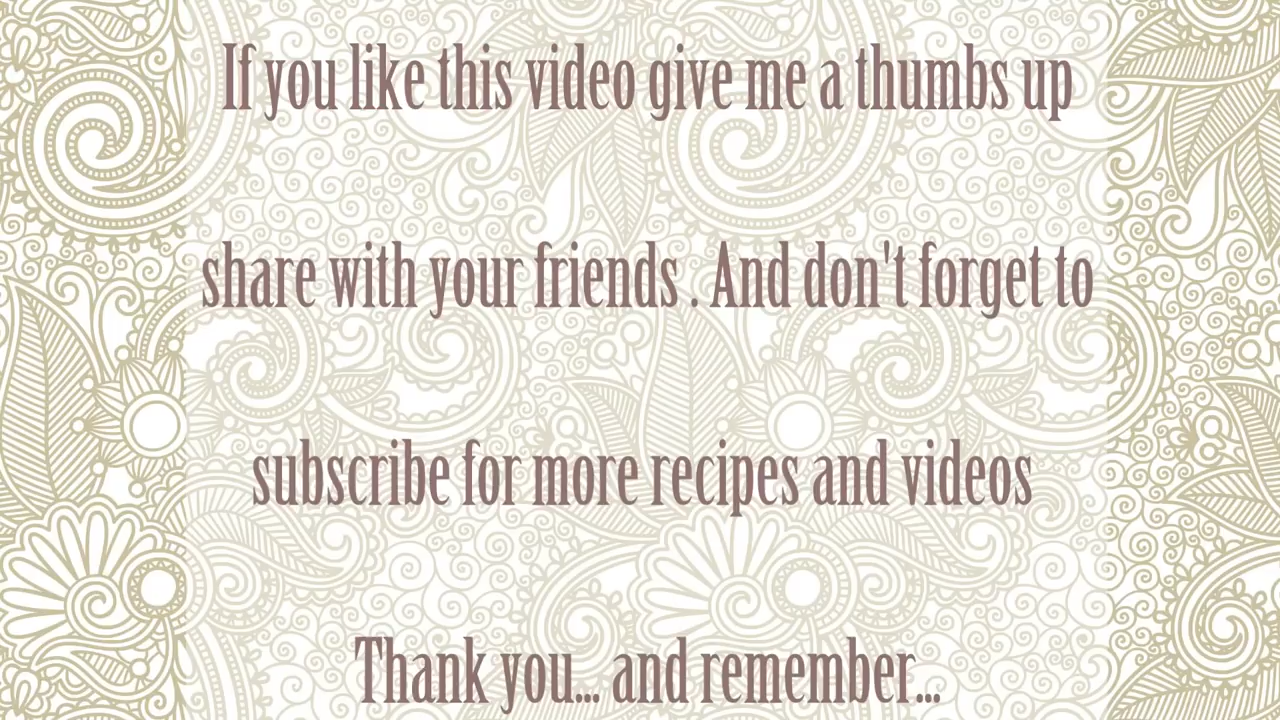 If you like this video give me a thumbs up
share with your friends . And don't forget to
subscribe for more recipes and videos
Thank you... and remember...